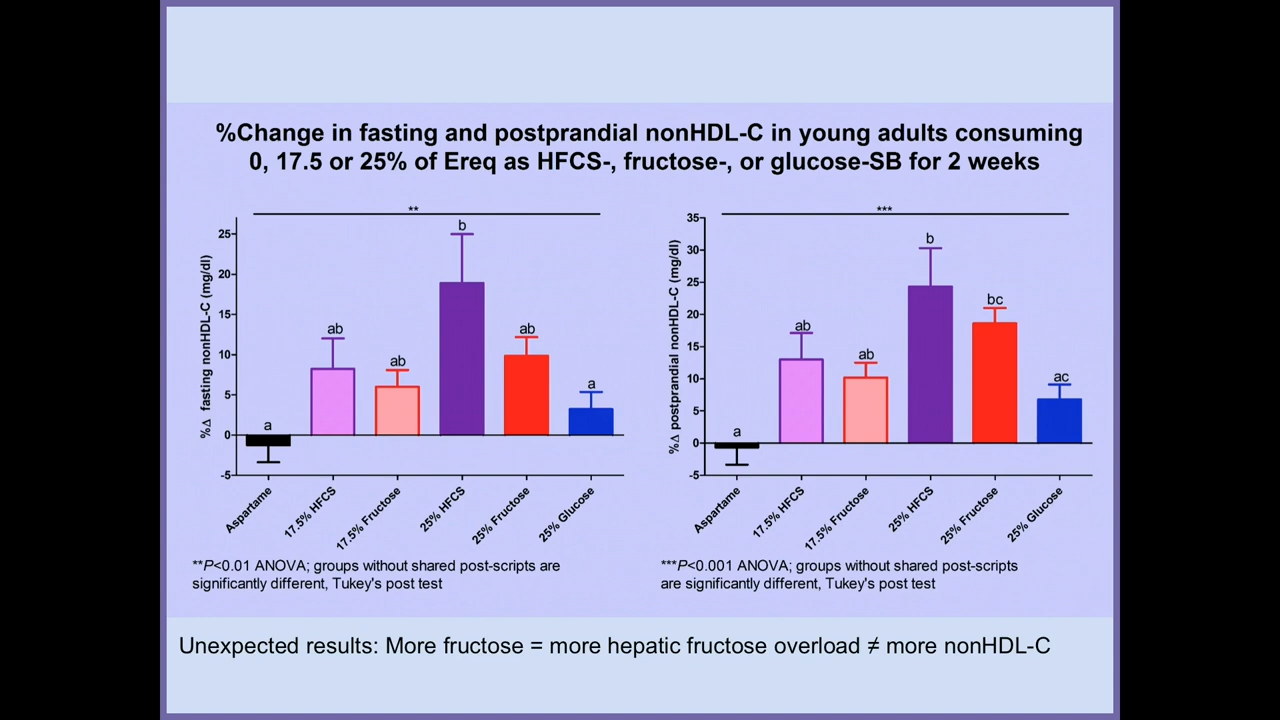 %Change in fasting and postprandial nonHDL-C in young adults consuming
0, 17.5 or 25% of Ereq as HFCS-, fructose-, or glucose-SB for 2 weeks
%Δ fasting nonHDL-C (mg/dl)
25
20
15
10
5
0
-5
**
a
ab
ab
b
ab
a
Aspartame
17.5% HFCS
17.5% Fructose
25% HFCS
25% Fructose
25% Glucose
**P<0.01 ANOVA; groups without shared post-scripts are
significantly different, Tukey's post test
%Δ postprandial nonHDL-C (mg/dl)
35
30
25
20
15
10
5
0
-5
***
a
ab
ab
b
bc
ac
Aspartame
17.5% HFCS
17.5% Fructose
25% HFCS
25% Fructose
25% Glucose
***P<0.001 ANOVA; groups without shared post-scripts
are significantly different, Tukey's post test
Unexpected results: More fructose = more hepatic fructose overload ≠ more nonHDL-C